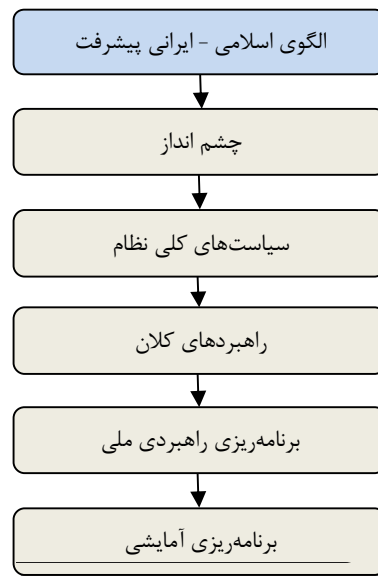 الگوی اسلامی - ایرانی پیشرفت
چشم انداز
سیاست‌های کلی نظام
راهبردهای کلان
برنامه‌ریزی راهبردی ملی
برنامه‌ریزی آمایشی